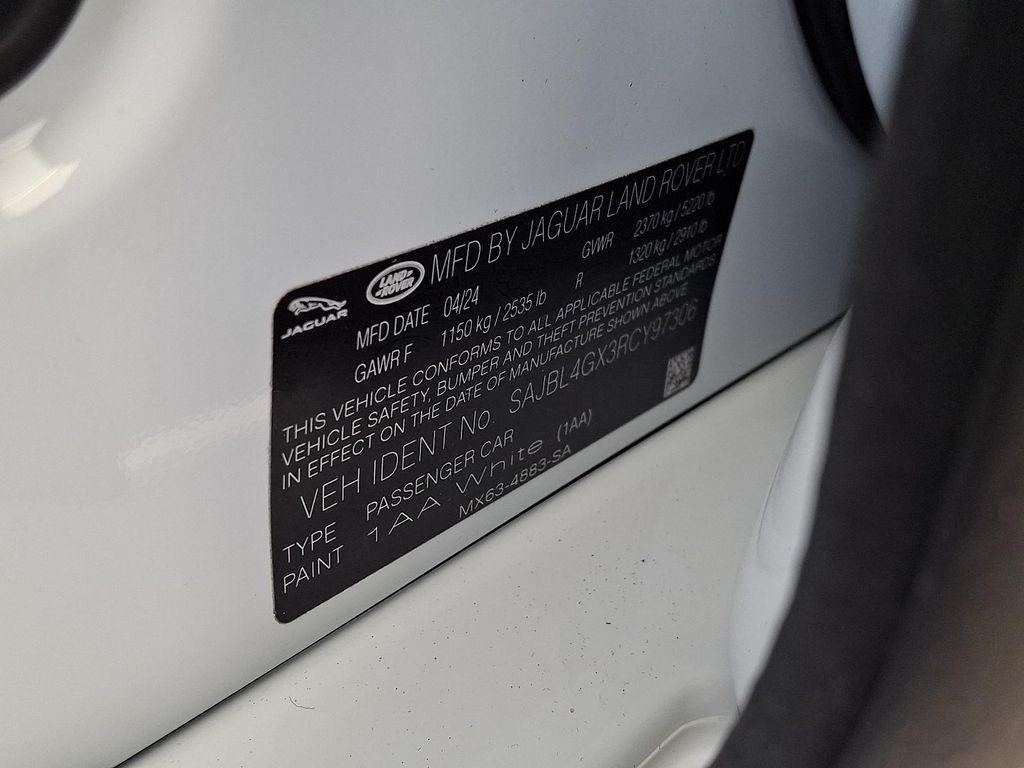 JAGUAR
LAND ROVER
MFD BY JAGUAR LAND ROVER LTD
MFD DATE 04/24 GVWR 2370 kg / 5220 lb
GAWR F 1150 kg / 2535 lb R 1320 kg / 2910 lb
THIS VEHICLE CONFORMS TO ALL APPLICABLE FEDERAL MOTOR
VEHICLE SAFETY, BUMPER AND THEFT PREVENTION STANDARDS
IN EFFECT ON THE DATE OF MANUFACTURE SHOWN ABOVE
VEH IDENT No. SAJBL4GX3RCY97306
TYPE PASSENGER CAR
PAINT 1AA White (1AA)
MX63-4883-SA